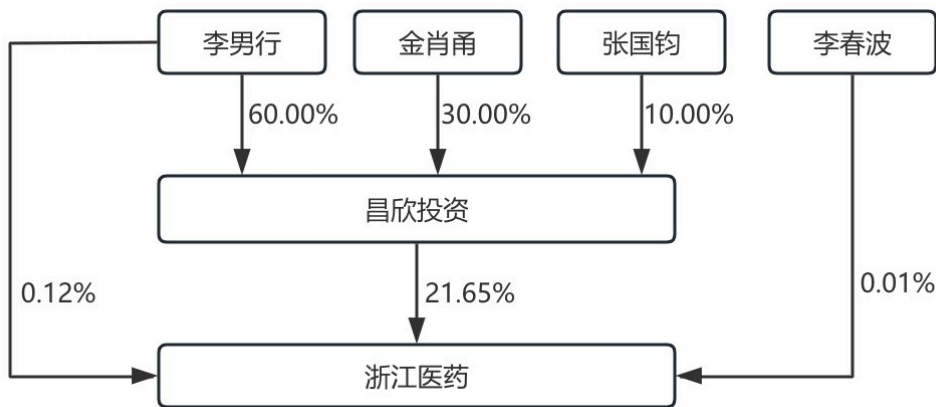 李男行
金肖甬
张国钧
李春波
60.00%
30.00%
10.00%
昌欣投资
0.12%
21.65%
0.01%
浙江医药